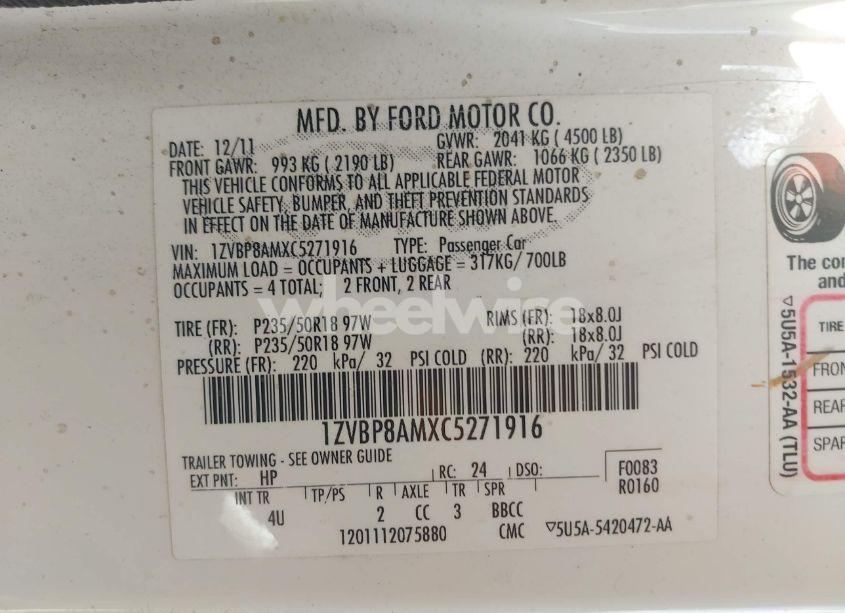 MFD. BY FORD MOTOR CO.
DATE: 12/11 GVWR: 2041 KG ( 4500 LB)
FRONT GAWR: 993 KG ( 2190 LB) REAR GAWR: 1066 KG ( 2350 LB)
THIS VEHICLE CONFORMS TO ALL APPLICABLE FEDERAL MOTOR
VEHICLE SAFETY, BUMPER, AND THEFT PREVENTION STANDARDS
IN EFFECT ON THE DATE OF MANUFACTURE SHOWN ABOVE.
VIN: 1ZVBP8AMXC5271916 TYPE: Passenger Car
MAXIMUM LOAD = OCCUPANTS + LUGGAGE = 317KG/ 700LB
OCCUPANTS = 4 TOTAL; 2 FRONT, 2 REAR
wheelwise
TIRE (FR): P235/50R18 97W RIMS (FR): 18x8.0J
(RR): P235/50R18 97W (RR): 18x8.0J
PRESSURE (FR): 220 kPa/ 32 PSI COLD (RR): 220 kPa/ 32 PSI COLD
1ZVBP8AMXC5271916
TRAILER TOWING - SEE OWNER GUIDE
EXT PNT: HP RC: 24 DSO: F0083
R0160
INT TR TP/PS R AXLE TR SPR
4U 2 CC 3 BBCC
1201112075880 CMC ▽5U5A-5420472-AA
▽5U5A-1532-AA (TLU)
The
and
TIRE
REAR